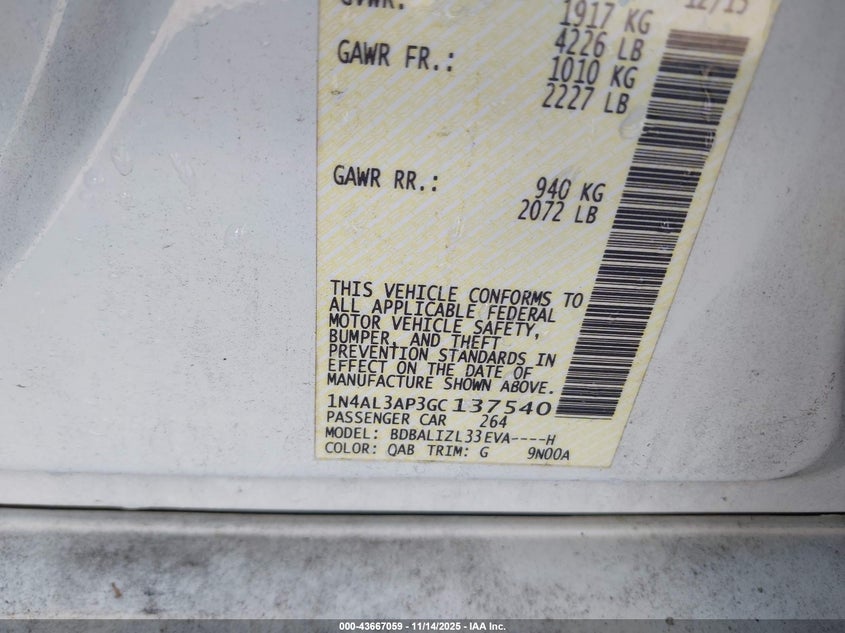 GVWR: 1917 KG 12/15
4226 LB
GAWR FR.: 1010 KG
2227 LB
GAWR RR.: 940 KG
2072 LB
THIS VEHICLE CONFORMS TO
ALL APPLICABLE FEDERAL
MOTOR VEHICLE SAFETY,
BUMPER, AND THEFT
PREVENTION STANDARDS IN
EFFECT ON THE DATE OF
MANUFACTURE SHOWN ABOVE.
1N4AL3AP3GC137540
PASSENGER CAR 264
MODEL: BDBALIZL33EVA----H
COLOR: QAB TRIM: G 9N00A
000-43667059 - 11/14/2025 - IAA Inc.